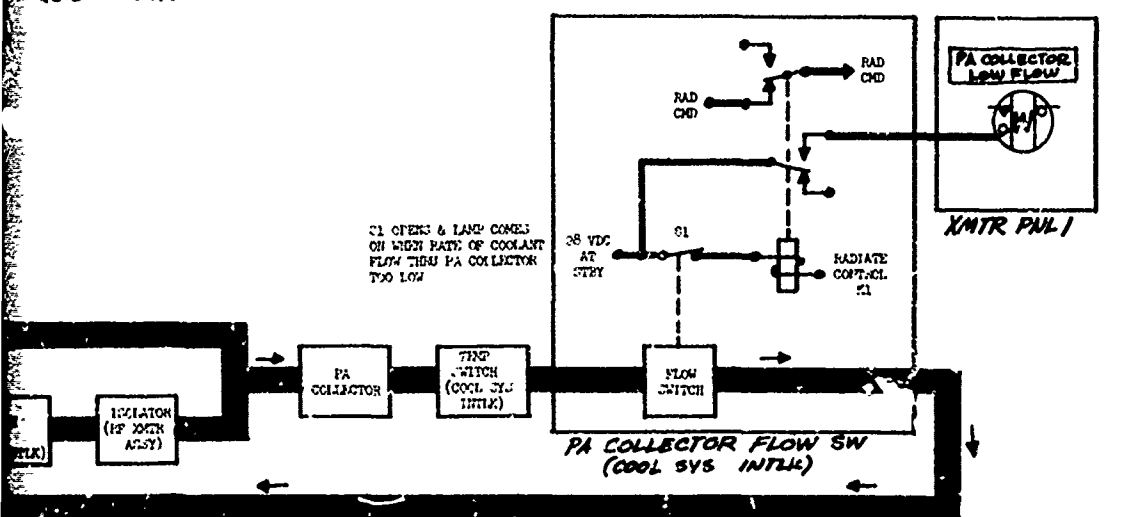 PA COLLECTOR
LOW FLOW
XMTR PNL 1
RAD
CMD
RAD
CMD
S1 OPENS & LAMP COMES
ON WHEN RATE OF COOLANT
FLOW THRU PA COLLECTOR
TOO LOW
28 VDC
AT
STBY
S1
RADIATE
CONTROL
K1
PA
COLLECTOR
TEMP
SWITCH
(COOL SYS
INTLK)
FLOW
SWITCH
ISOLATOR
(RF XMTR
ASSY)
PA COLLECTOR FLOW SW
(COOL SYS INTLK)